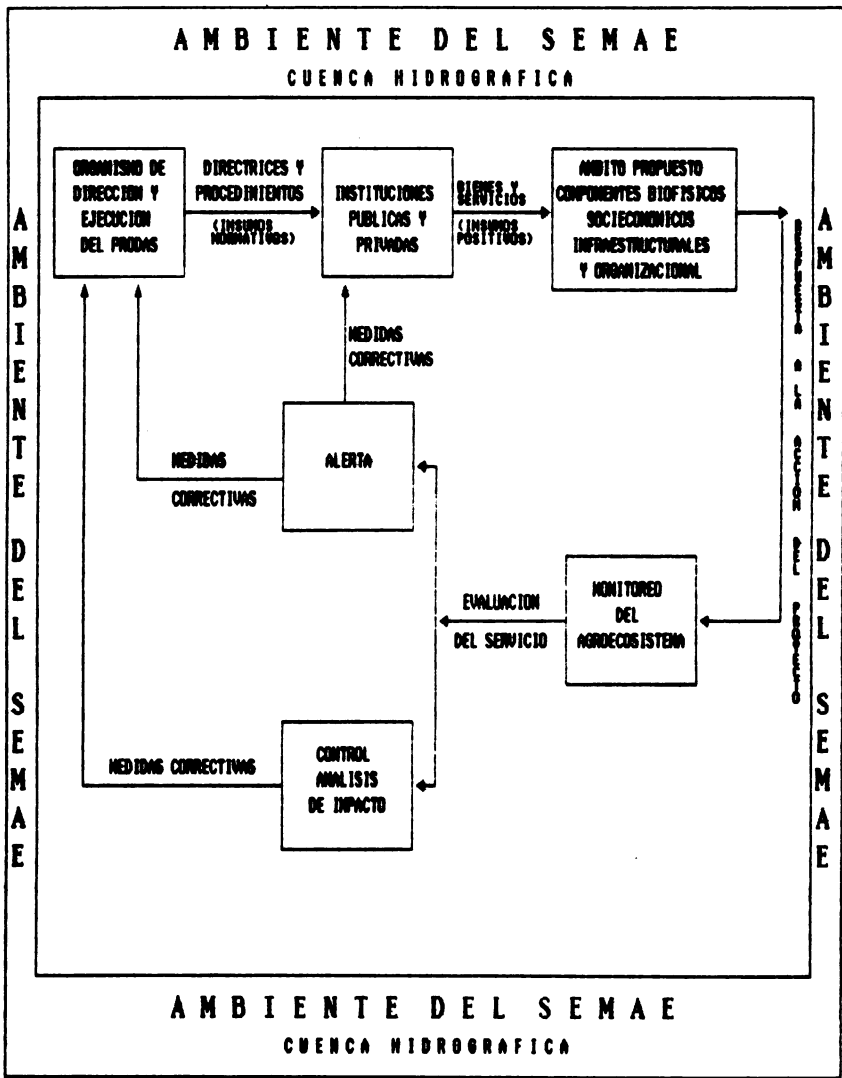 AMBIENTE DEL SEMAE
CUENCA HIDROGRAFICA
ORGANISMO DE
DIRECCION Y
EJECUCION
DEL PRODAS
DIRECTRICES Y
PROCEDIMIENTOS
(INSUMOS
NORMATIVOS)
INSTITUCIONES
PUBLICAS Y
PRIVADAS
BIENES Y
SERVICIOS
(INSUMOS
POSITIVOS)
AMBITO PROPUESTO
COMPONENTES BIOFISICOS
SOCIECONOMICOS
INFRAESTRUCTURALES
Y ORGANIZACIONAL
AMBIENTE DEL SEMAE
RESPUESTA A LA ACCION DEL PROYECTO
AMBIENTE DEL SEMAE
MEDIDAS
CORRECTIVAS
ALERTA
MEDIDAS
CORRECTIVAS
MONITOREO
DEL
AGROECOSISTEMA
EVALUACION
DEL SERVICIO
CONTROL
ANALISIS
DE IMPACTO
MEDIDAS CORRECTIVAS
AMBIENTE DEL SEMAE
CUENCA HIDROGRAFICA